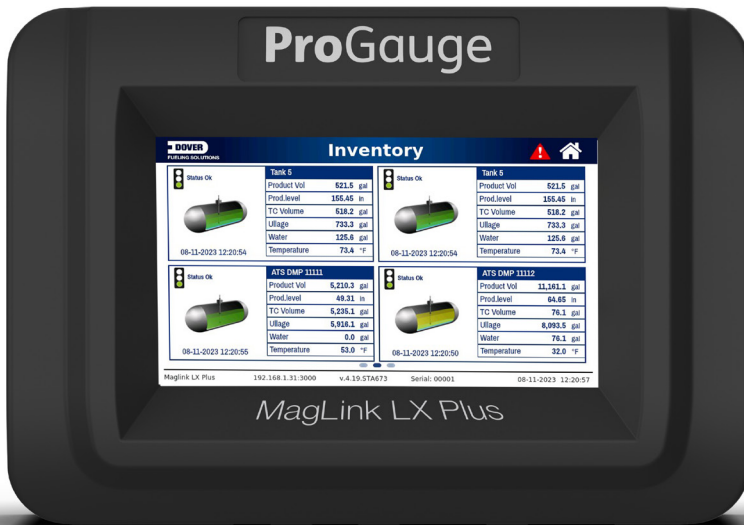 ProGauge
DOVER
FUELING SOLUTIONS
Inventory
Status Ok
Tank 5
Product Vol 521.5 gal
Prod.level 155.45 in
TC Volume 518.2 gal
Ullage 733.3 gal
Water 125.6 gal
Temperature 73.4 °F
08-11-2023 12:20:54
Status Ok
Tank 5
Product Vol 521.5 gal
Prod.level 155.45 in
TC Volume 518.2 gal
Ullage 733.3 gal
Water 125.6 gal
Temperature 73.4 °F
08-11-2023 12:20:54
Status Ok
ATS DMP 11111
Product Vol 5,210.3 gal
Prod.level 49.31 in
TC Volume 5,235.1 gal
Ullage 5,916.1 gal
Water 0.0 gal
Temperature 53.0 °F
08-11-2023 12:20:55
Status Ok
ATS DMP 11112
Product Vol 11,161.1 gal
Prod.level 64.65 in
TC Volume 76.1 gal
Ullage 8,093.5 gal
Water 76.1 gal
Temperature 32.0 °F
08-11-2023 12:20:50
Maglink LX Plus 192.168.1.31:3000 v.4.19.STA673 Serial: 00001 08-11-2023 12:20:57
MagLink LX Plus